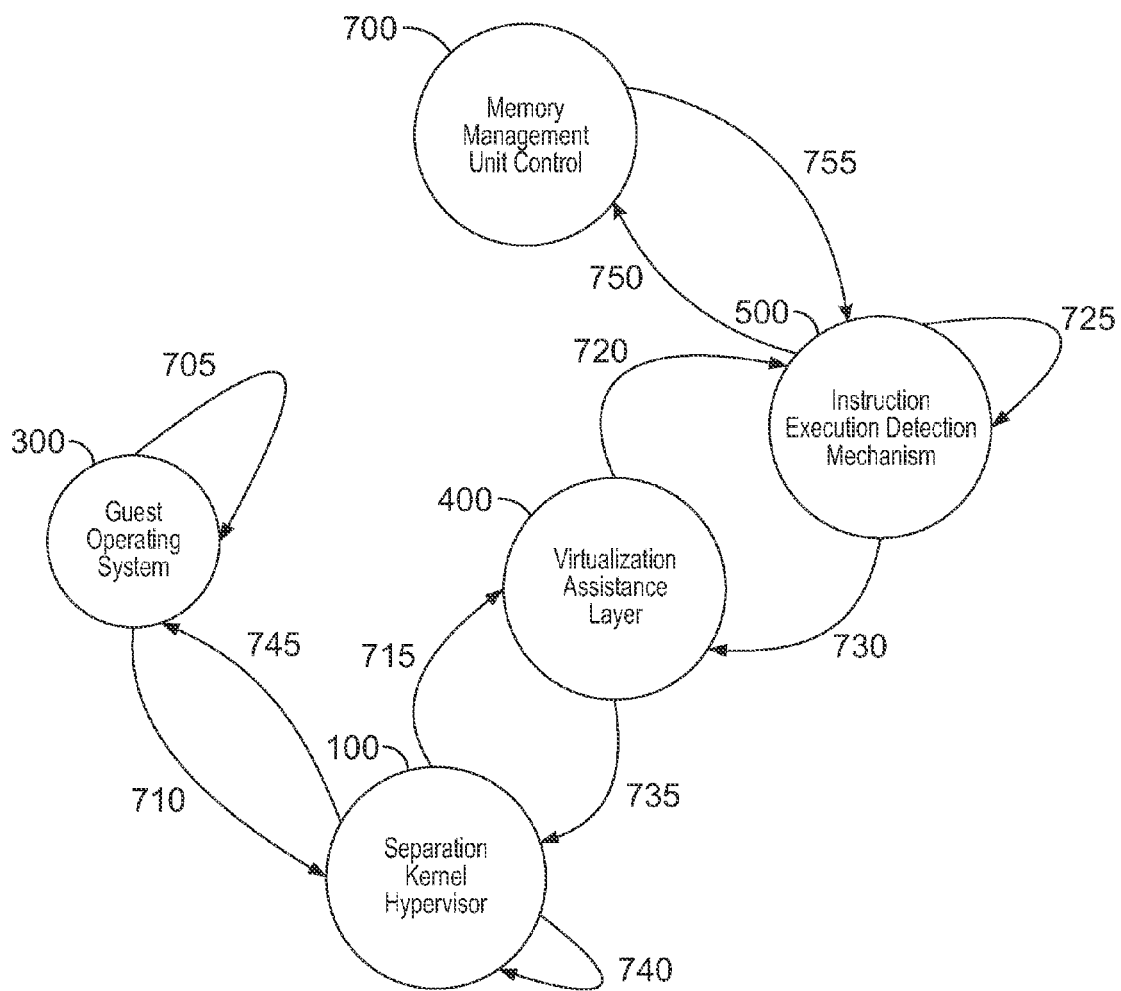 700
Memory
Management
Unit Control
755
750
500
725
720
Instruction
Execution Detection
Mechanism
705
300
Guest
Operating
System
400
Virtualization
Assistance
Layer
730
745
715
100
710
735
Separation
Kernel
Hypervisor
740